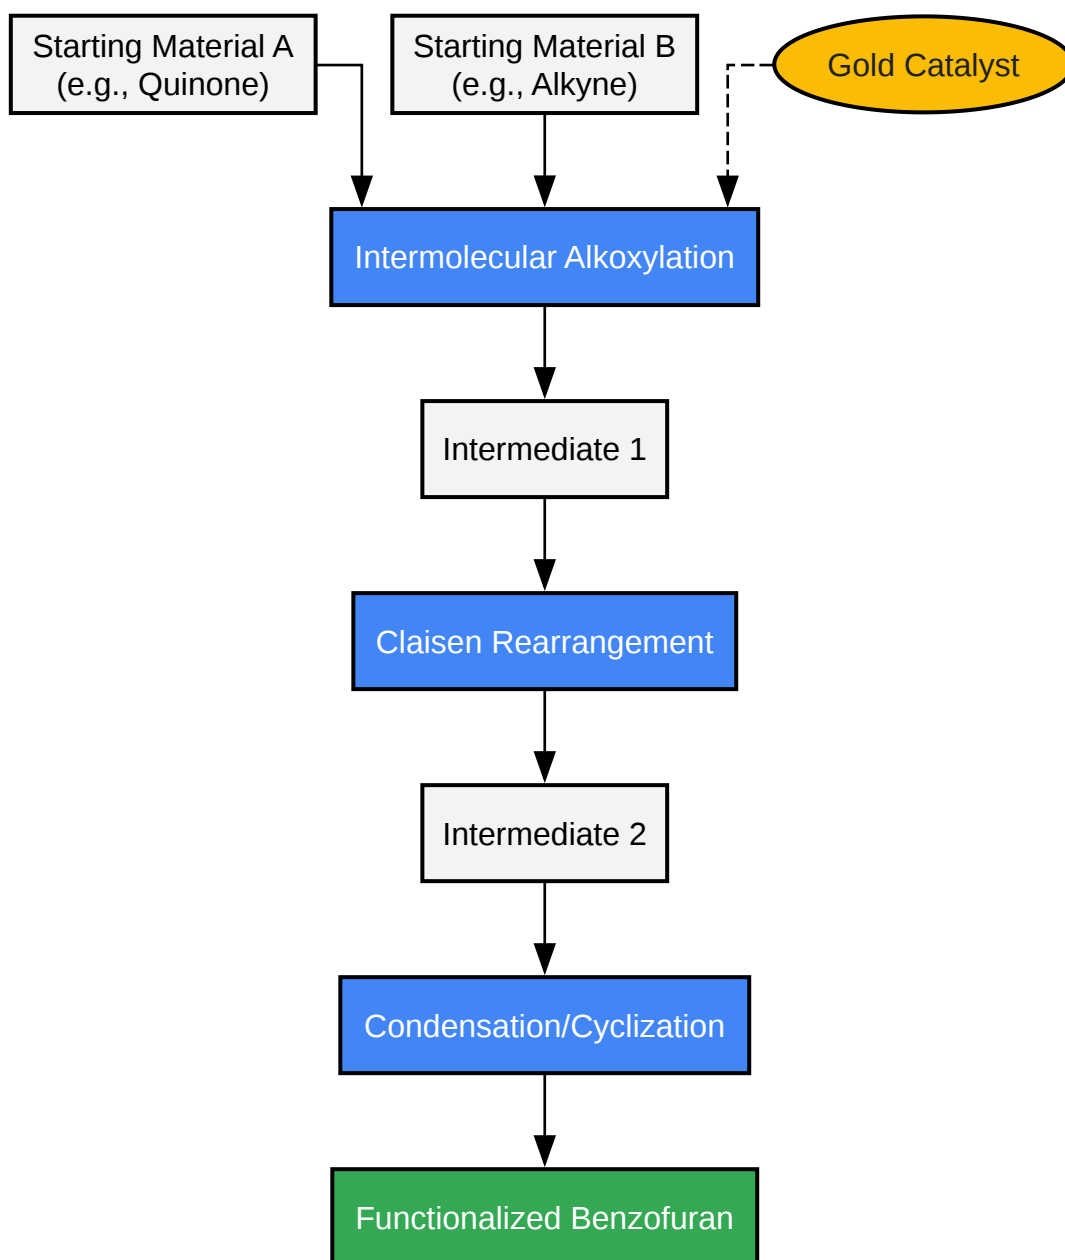 Starting Material A
(e.g., Quinone)
Starting Material B
(e.g., Alkyne)
Gold Catalyst
Intermolecular Alkoxylation
Intermediate 1
Claisen Rearrangement
Intermediate 2
Condensation/Cyclization
Functionalized Benzofuran